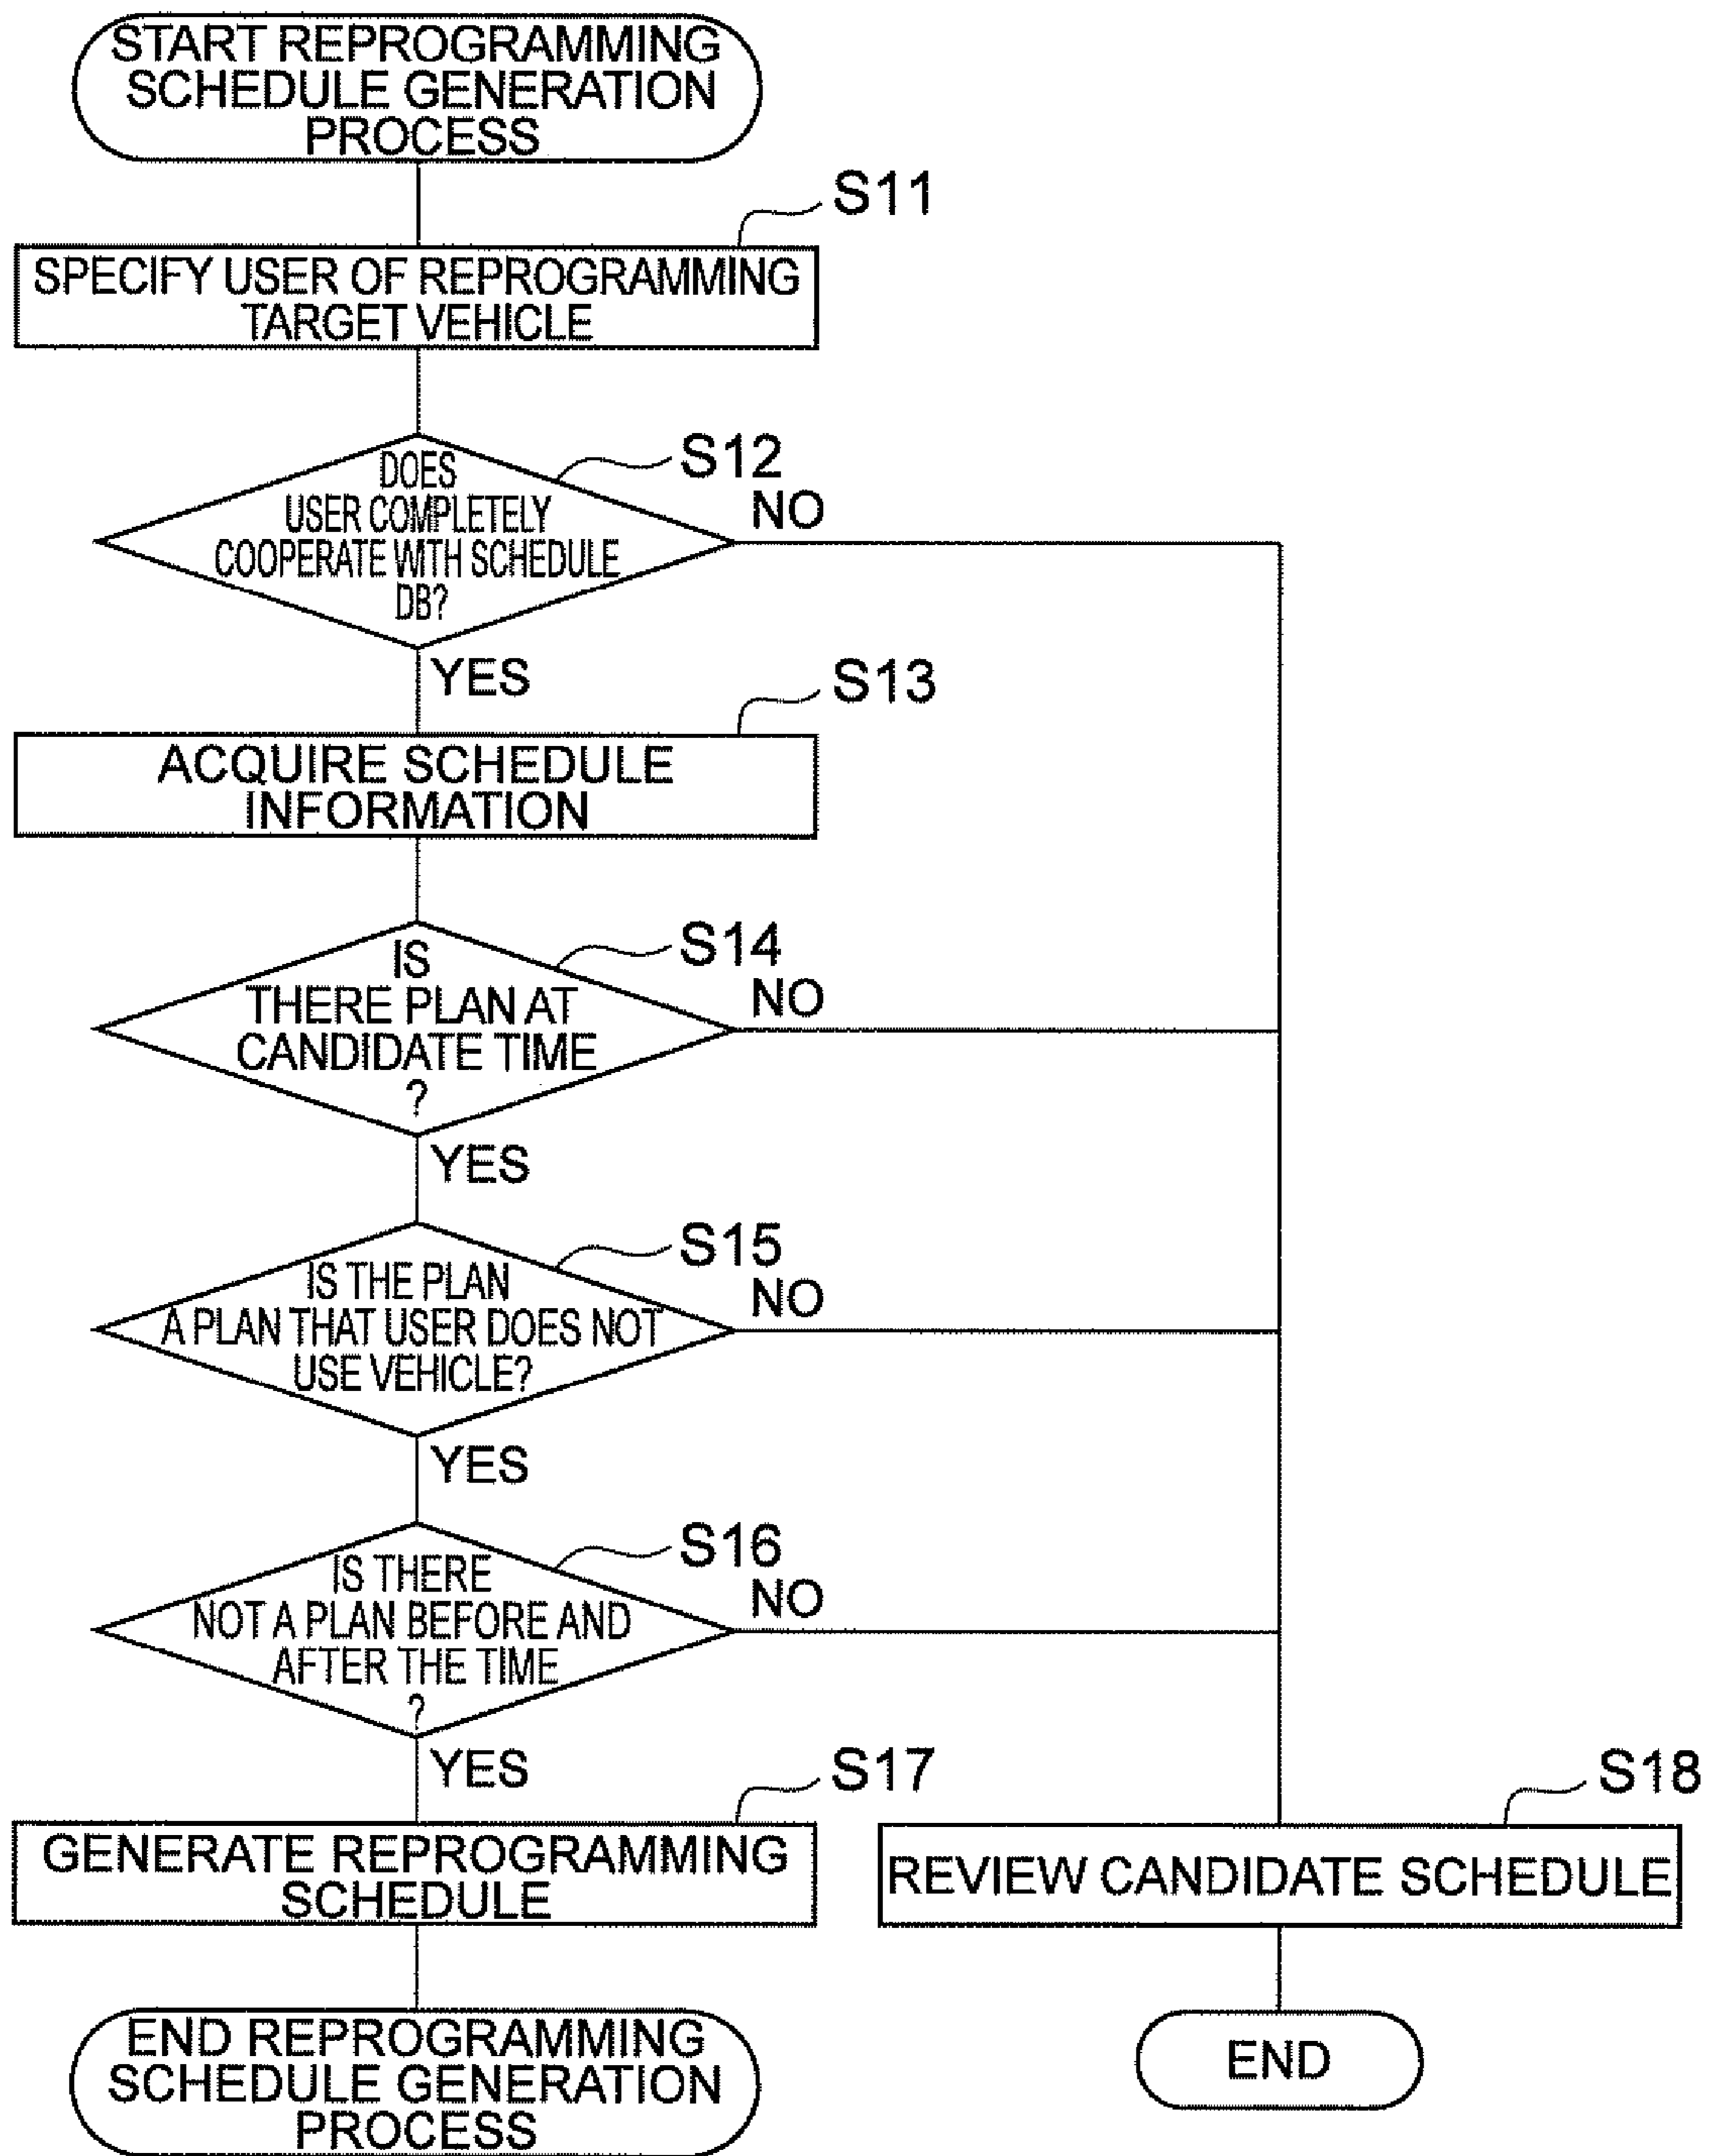 START REPROGRAMMING
SCHEDULE GENERATION
PROCESS
S11
SPECIFY USER OF REPROGRAMMING
TARGET VEHICLE
S12
DOES
USER COMPLETELY
COOPERATE WITH SCHEDULE
DB?
NO
YES
S13
ACQUIRE SCHEDULE
INFORMATION
S14
IS
THERE PLAN AT
CANDIDATE TIME
?
NO
YES
S15
IS THE PLAN
A PLAN THAT USER DOES NOT
USE VEHICLE?
NO
YES
S16
IS THERE
NOT A PLAN BEFORE AND
AFTER THE TIME
?
NO
YES
S17
GENERATE REPROGRAMMING
SCHEDULE
S18
REVIEW CANDIDATE SCHEDULE
END REPROGRAMMING
SCHEDULE GENERATION
PROCESS
END